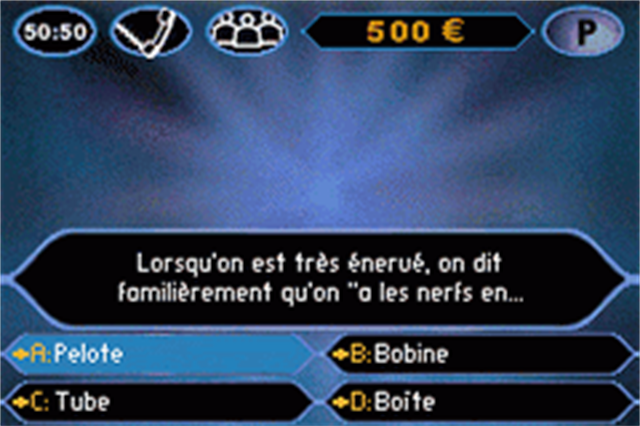 50:50
500 €
P
Lorsqu'on est très énervé, on dit
familièrement qu'on "a les nerfs en...
A: Pelote
B: Bobine
C: Tube
D: Boîte